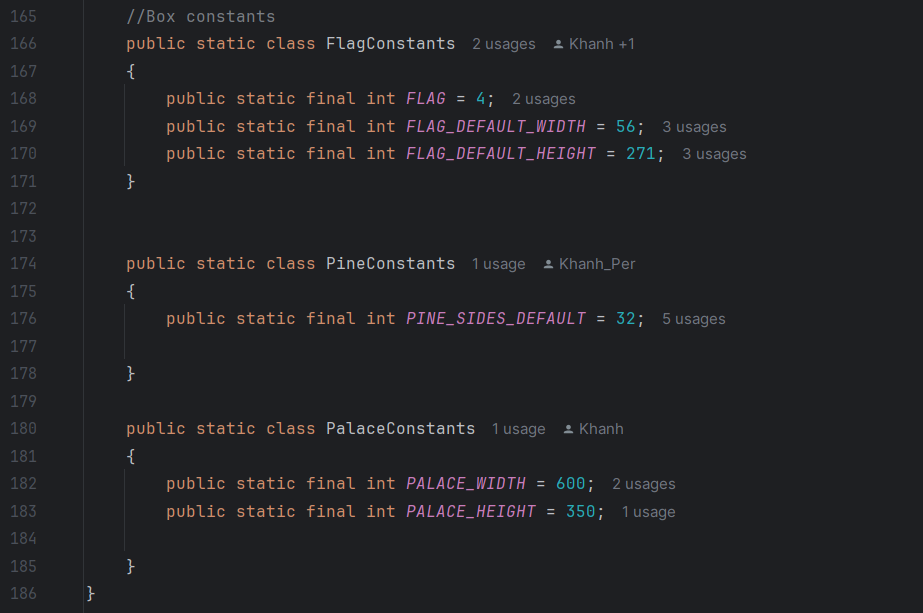 165 //Box constants
166 public static class FlagConstants 2 usages Khanh +1
167 {
168 public static final int FLAG = 4; 2 usages
169 public static final int FLAG_DEFAULT_WIDTH = 56; 3 usages
170 public static final int FLAG_DEFAULT_HEIGHT = 271; 3 usages
171 }
172
173
174 public static class PineConstants 1 usage Khanh_Per
175 {
176 public static final int PINE_SIDES_DEFAULT = 32; 5 usages
177
178 }
179
180 public static class PalaceConstants 1 usage Khanh
181 {
182 public static final int PALACE_WIDTH = 600; 2 usages
183 public static final int PALACE_HEIGHT = 350; 1 usage
184
185 }
186 }